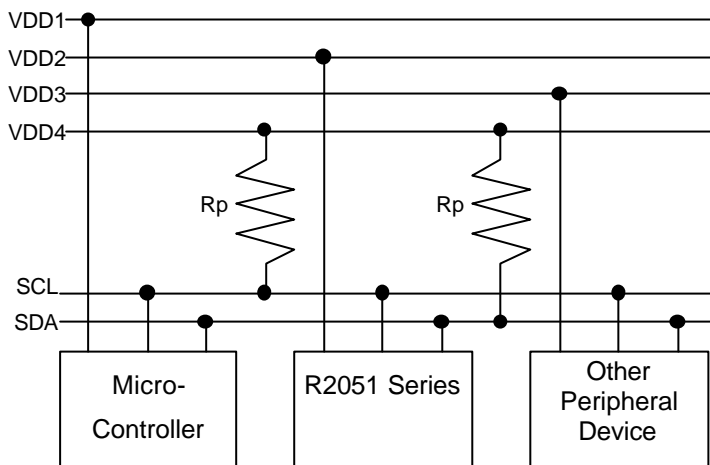 VDD1
VDD2
VDD3
VDD4
Rp
Rp
SCL
SDA
Micro-
Controller
R2051 Series
Other
Peripheral
Device